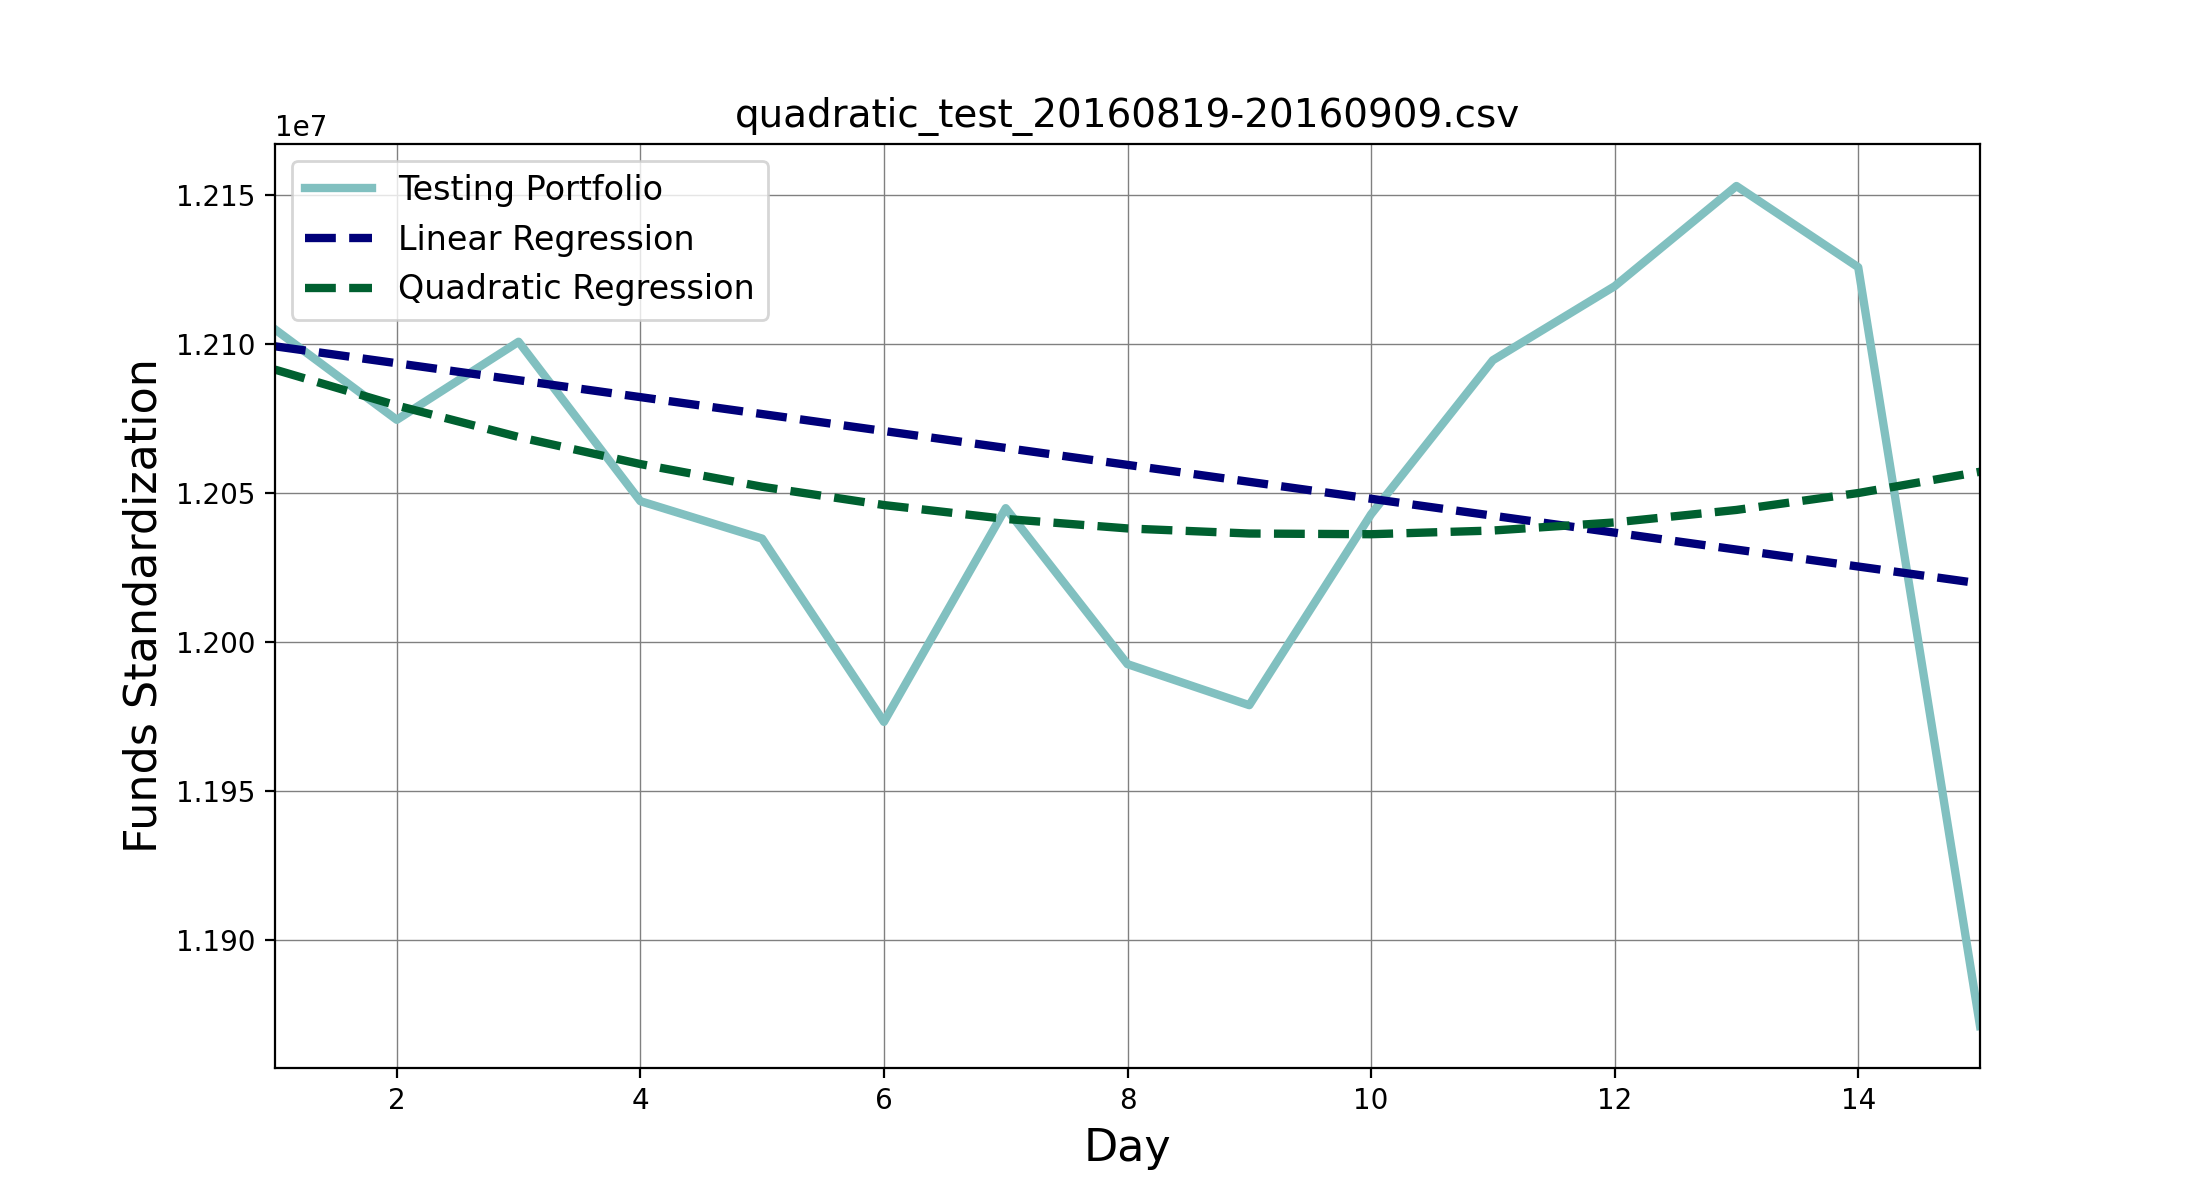 quadratic_test_20160819-20160909.csv
1e7
Testing Portfolio
Linear Regression
Quadratic Regression
1.215
1.210
1.205
1.200
1.195
1.190
Funds Standardization
2 4 6 8 10 12 14
Day